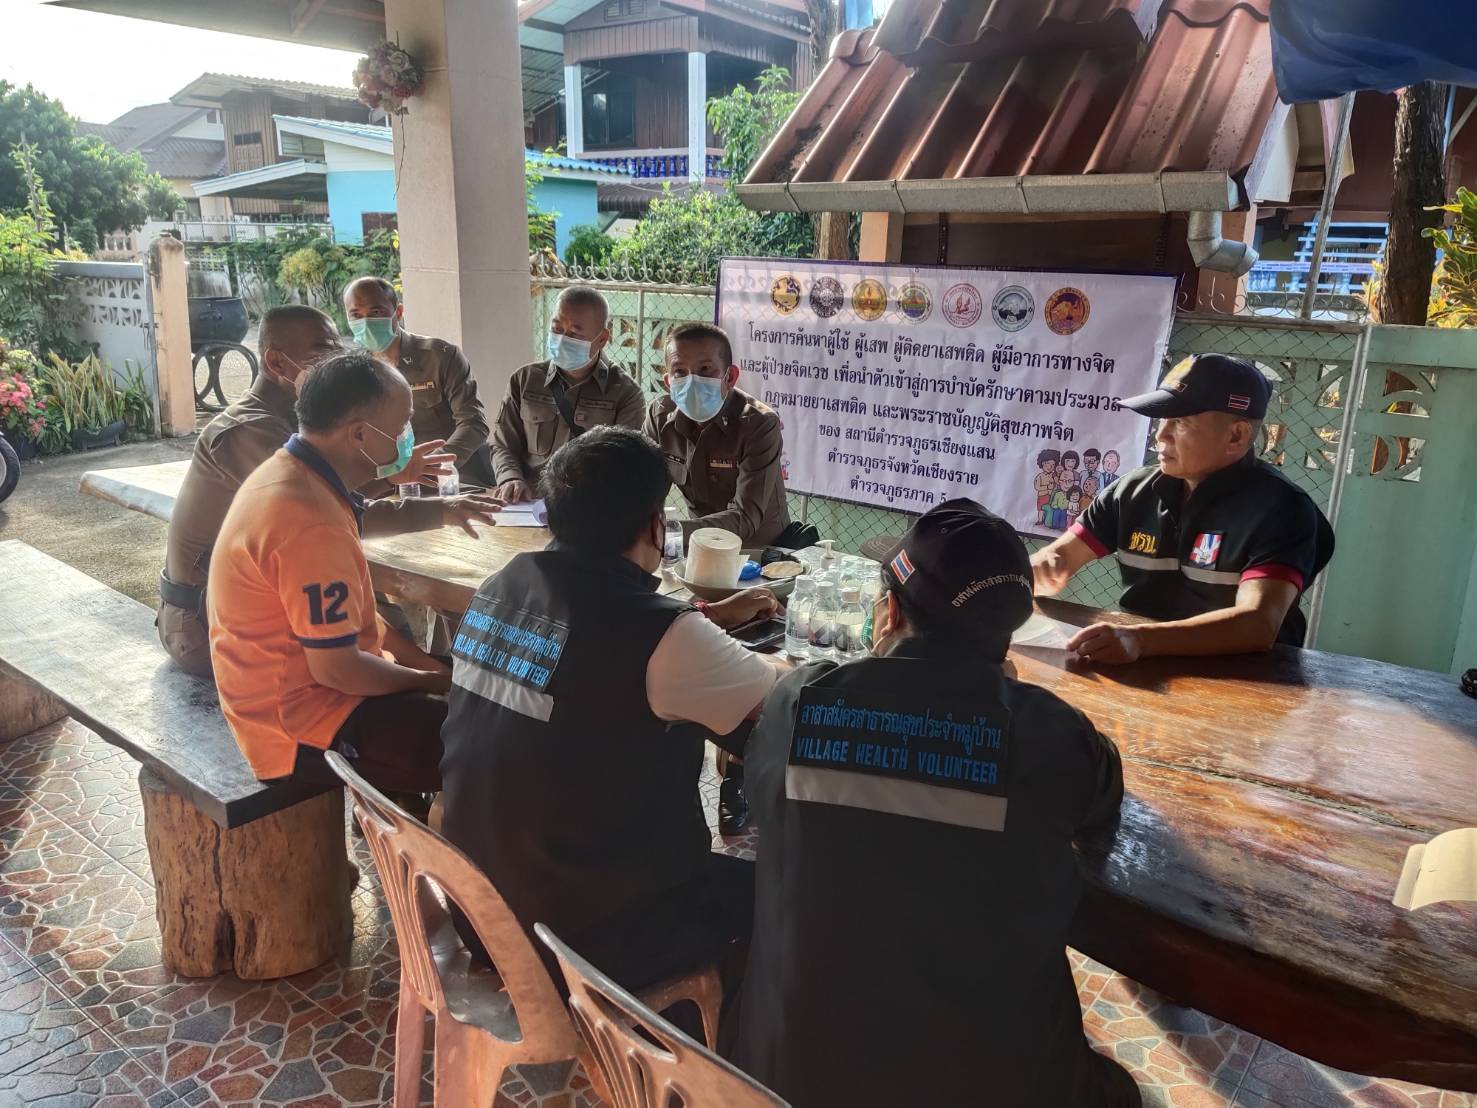 โครงการค้นหาผู้ใช้ ผู้เสพ ผู้ติดยาเสพติด ผู้มีอาการทางจิต
และผู้ป่วยจิตเวช เพื่อนำตัวเข้าสู่การบำบัดรักษาตามประมวล
กฎหมายยาเสพติด และพระราชบัญญัติสุขภาพจิต
ของ สถานีตำรวจภูธรเชียงแสน
ตำรวจภูธรจังหวัดเชียงราย
ตำรวจภูธรภาค 5
ชรบ.
12
VILLAGE HEALTH VOLUNTEER
อาสาสมัครสาธารณสุขประจำหมู่บ้าน
VILLAGE HEALTH VOLUNTEER